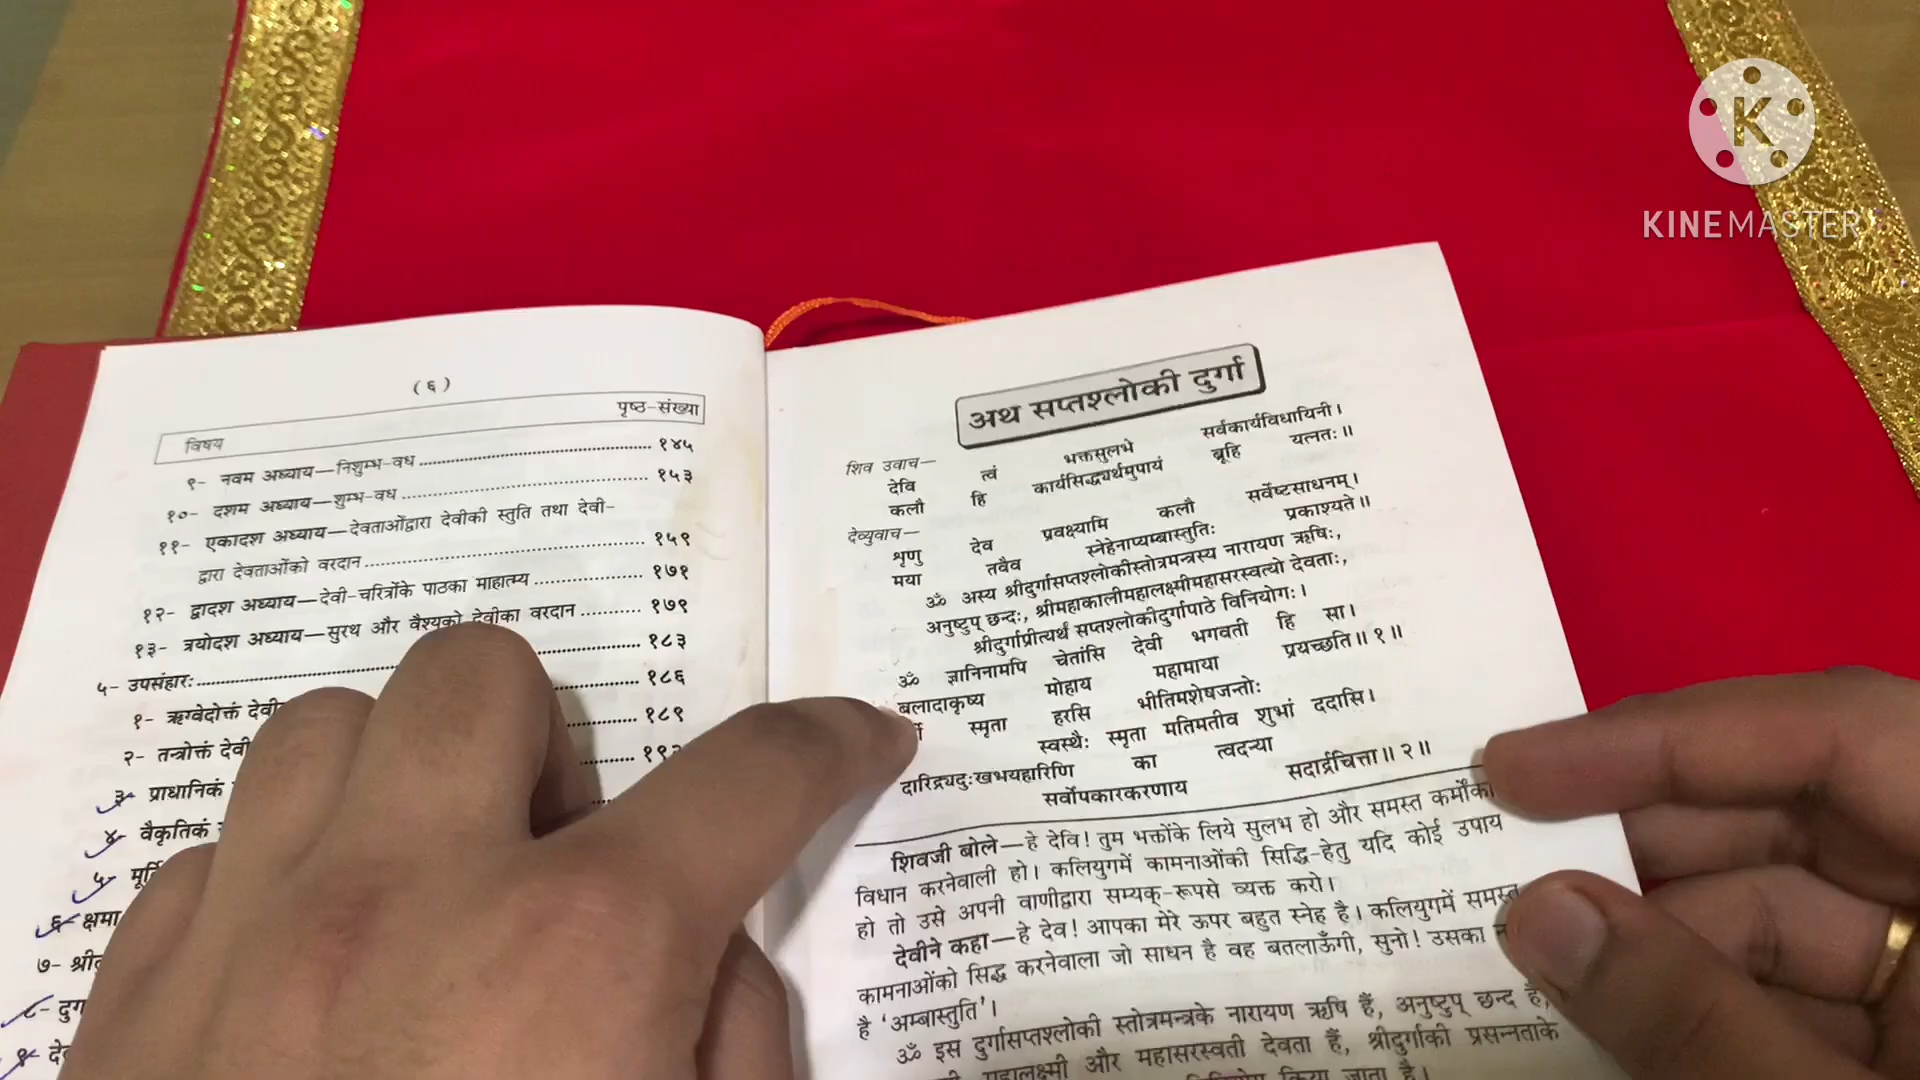 (६)
विषय पृष्ठ-संख्या
९- नवम अध्याय—निशुम्भ-वध ........ १४५
१०- दशम अध्याय—शुम्भ-वध ........ १५३
११- एकादश अध्याय—देवताओंद्वारा देवीकी स्तुति तथा देवी-
द्वारा देवताओंको वरदान ........ १५९
१२- द्वादश अध्याय—देवी-चरित्रोंके पाठका माहात्म्य ........ १७१
१३- त्रयोदश अध्याय—सुरथ और वैश्यको देवीका वरदान ........ १७९
५- उपसंहारः ........ १८३
१- ऋग्वेदोक्तं देवी ........ १८६
२- तन्त्रोक्तं देवी ........ १८९
३- प्राधानिकं
४- वैकृतिकं
५-
६- क्षमा
७-
८-
९-
अथ सप्तश्लोकी दुर्गा
शिव उवाच—
देवि त्वं भक्तसुलभे सर्वकार्यविधायिनी।
कलौ हि कार्यसिद्ध्यर्थमुपायं ब्रूहि यत्नतः॥
देव्युवाच—
शृणु देव प्रवक्ष्यामि कलौ सर्वेष्टसाधनम्।
मया तवैव स्नेहेनाप्यम्बास्तुतिः प्रकाश्यते॥
ॐ अस्य श्रीदुर्गासप्तश्लोकीस्तोत्रमन्त्रस्य नारायण ऋषिः,
अनुष्टुप् छन्दः, श्रीमहाकालीमहालक्ष्मीमहासरस्वत्यो देवताः,
श्रीदुर्गाप्रीत्यर्थं सप्तश्लोकीदुर्गापाठे विनियोगः।
ॐ ज्ञानिनामपि चेतांसि देवी भगवती हि सा।
बलादाकृष्य मोहाय महामाया प्रयच्छति॥१॥
स्मृता हरसि भीतिमशेषजन्तोः
स्वस्थैः स्मृता मतिमतीव शुभां ददासि।
दारिद्र्यदुःखभयहारिणि का त्वदन्या
सर्वोपकारकरणाय सदार्द्रचित्ता॥२॥
शिवजी बोले—हे देवि! तुम भक्तोंके लिये सुलभ हो और समस्त कर्मोंका
विधान करनेवाली हो। कलियुगमें कामनाओंकी सिद्धि-हेतु यदि कोई उपाय
हो तो उसे अपनी वाणीद्वारा सम्यक्-रूपसे व्यक्त करो।
देवीने कहा—हे देव! आपका मेरे ऊपर बहुत स्नेह है। कलियुगमें समस्त
कामनाओंको सिद्ध करनेवाला जो साधन है वह बतलाऊँगी, सुनो! उसका
है 'अम्बास्तुति'।
ॐ इस दुर्गासप्तश्लोकी स्तोत्रमन्त्रके नारायण ऋषि हैं, अनुष्टुप् छन्द है,
महालक्ष्मी और महासरस्वती देवता हैं, श्रीदुर्गाकी प्रसन्नताके
किया जाता है।
K
KINEMASTER